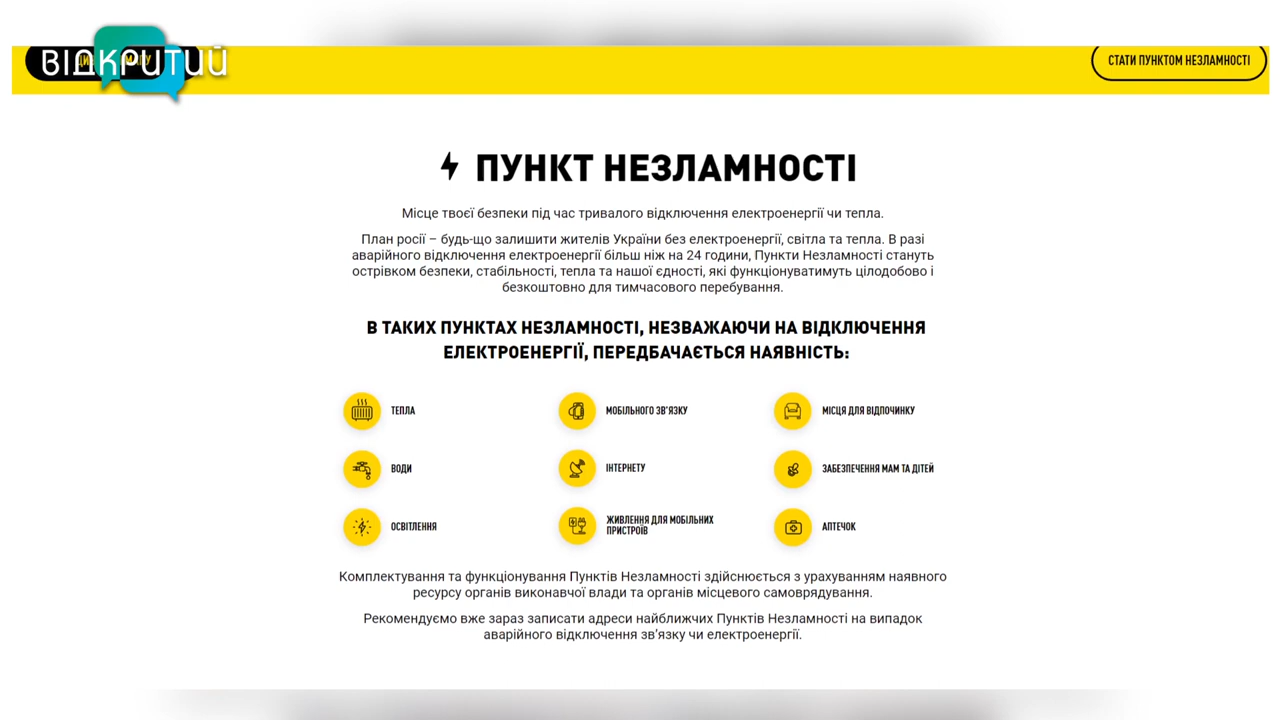 ВІДКРИТИЙ
СТАТИ ПУНКТОМ НЕЗЛАМНОСТІ
ПУНКТ НЕЗЛАМНОСТІ
Місце твоєї безпеки під час тривалого відключення електроенергії чи тепла.
План росії – будь-що залишити жителів України без електроенергії, світла та тепла. В разі
аварійного відключення електроенергії більш ніж на 24 години, Пункти Незламності стануть
острівком безпеки, стабільності, тепла та нашої єдності, які функціонуватимуть цілодобово і
безкоштовно для тимчасового перебування.
В ТАКИХ ПУНКТАХ НЕЗЛАМНОСТІ, НЕЗВАЖАЮЧИ НА ВІДКЛЮЧЕННЯ
ЕЛЕКТРОЕНЕРГІЇ, ПЕРЕДБАЧАЄТЬСЯ НАЯВНІСТЬ:
ТЕПЛА
МОБІЛЬНОГО ЗВ'ЯЗКУ
МІСЦЯ ДЛЯ ВІДПОЧИНКУ
ВОДИ
ІНТЕРНЕТУ
ЗАБЕЗПЕЧЕННЯ МАМ ТА ДІТЕЙ
ОСВІТЛЕННЯ
ЖИВЛЕННЯ ДЛЯ МОБІЛЬНИХ
ПРИСТРОЇВ
АПТЕЧОК
Комплектування та функціонування Пунктів Незламності здійснюється з урахуванням наявного
ресурсу органів виконавчої влади та органів місцевого самоврядування.
Рекомендуємо вже зараз записати адреси найближчих Пунктів Незламності на випадок
аварійного відключення зв'язку чи електроенергії.